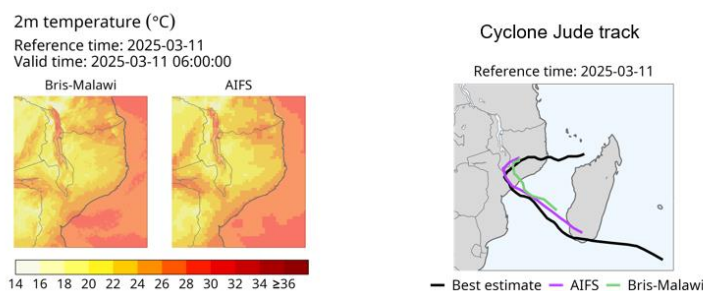 2m temperature (°C)
Reference time: 2025-03-11
Valid time: 2025-03-11 06:00:00
Bris-Malawi
AIFS
14 16 18 20 22 24 26 28 30 32 34 ≥36
Cyclone Jude track
Reference time: 2025-03-11
Best estimate AIFS Bris-Malawi